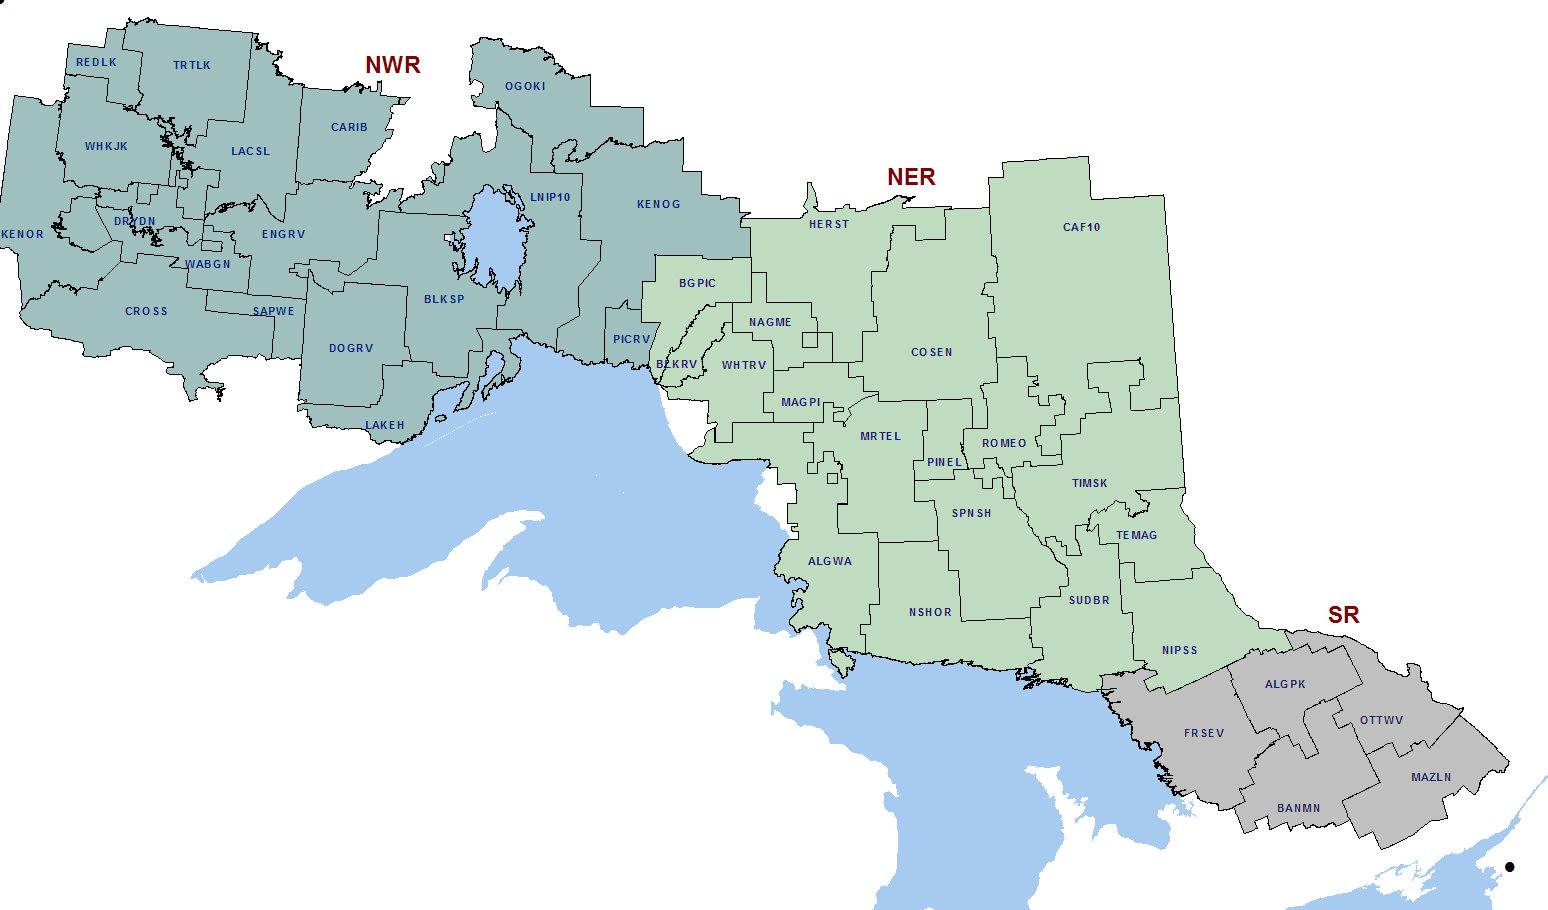 REDLK
TRTLK
NWR
OGOKI
WHKJK
LACSL
CARIB
NER
KENOR
DRYDN
ENGRV
LNIP10
KENOG
HERST
CAF10
WABGN
CROSS
SAPWE
BLKSP
BGPIC
DOGRV
PICRV
NAGME
BLKRV
WHTRV
COSEN
LAKEH
MAGPI
MRTEL
PINEL
ROMEO
TIMSK
SPNSH
TEMAG
ALGWA
NSHOR
SUDBR
SR
NIPSS
ALGPK
FRSEV
OTTWV
MAZLN
BANMN